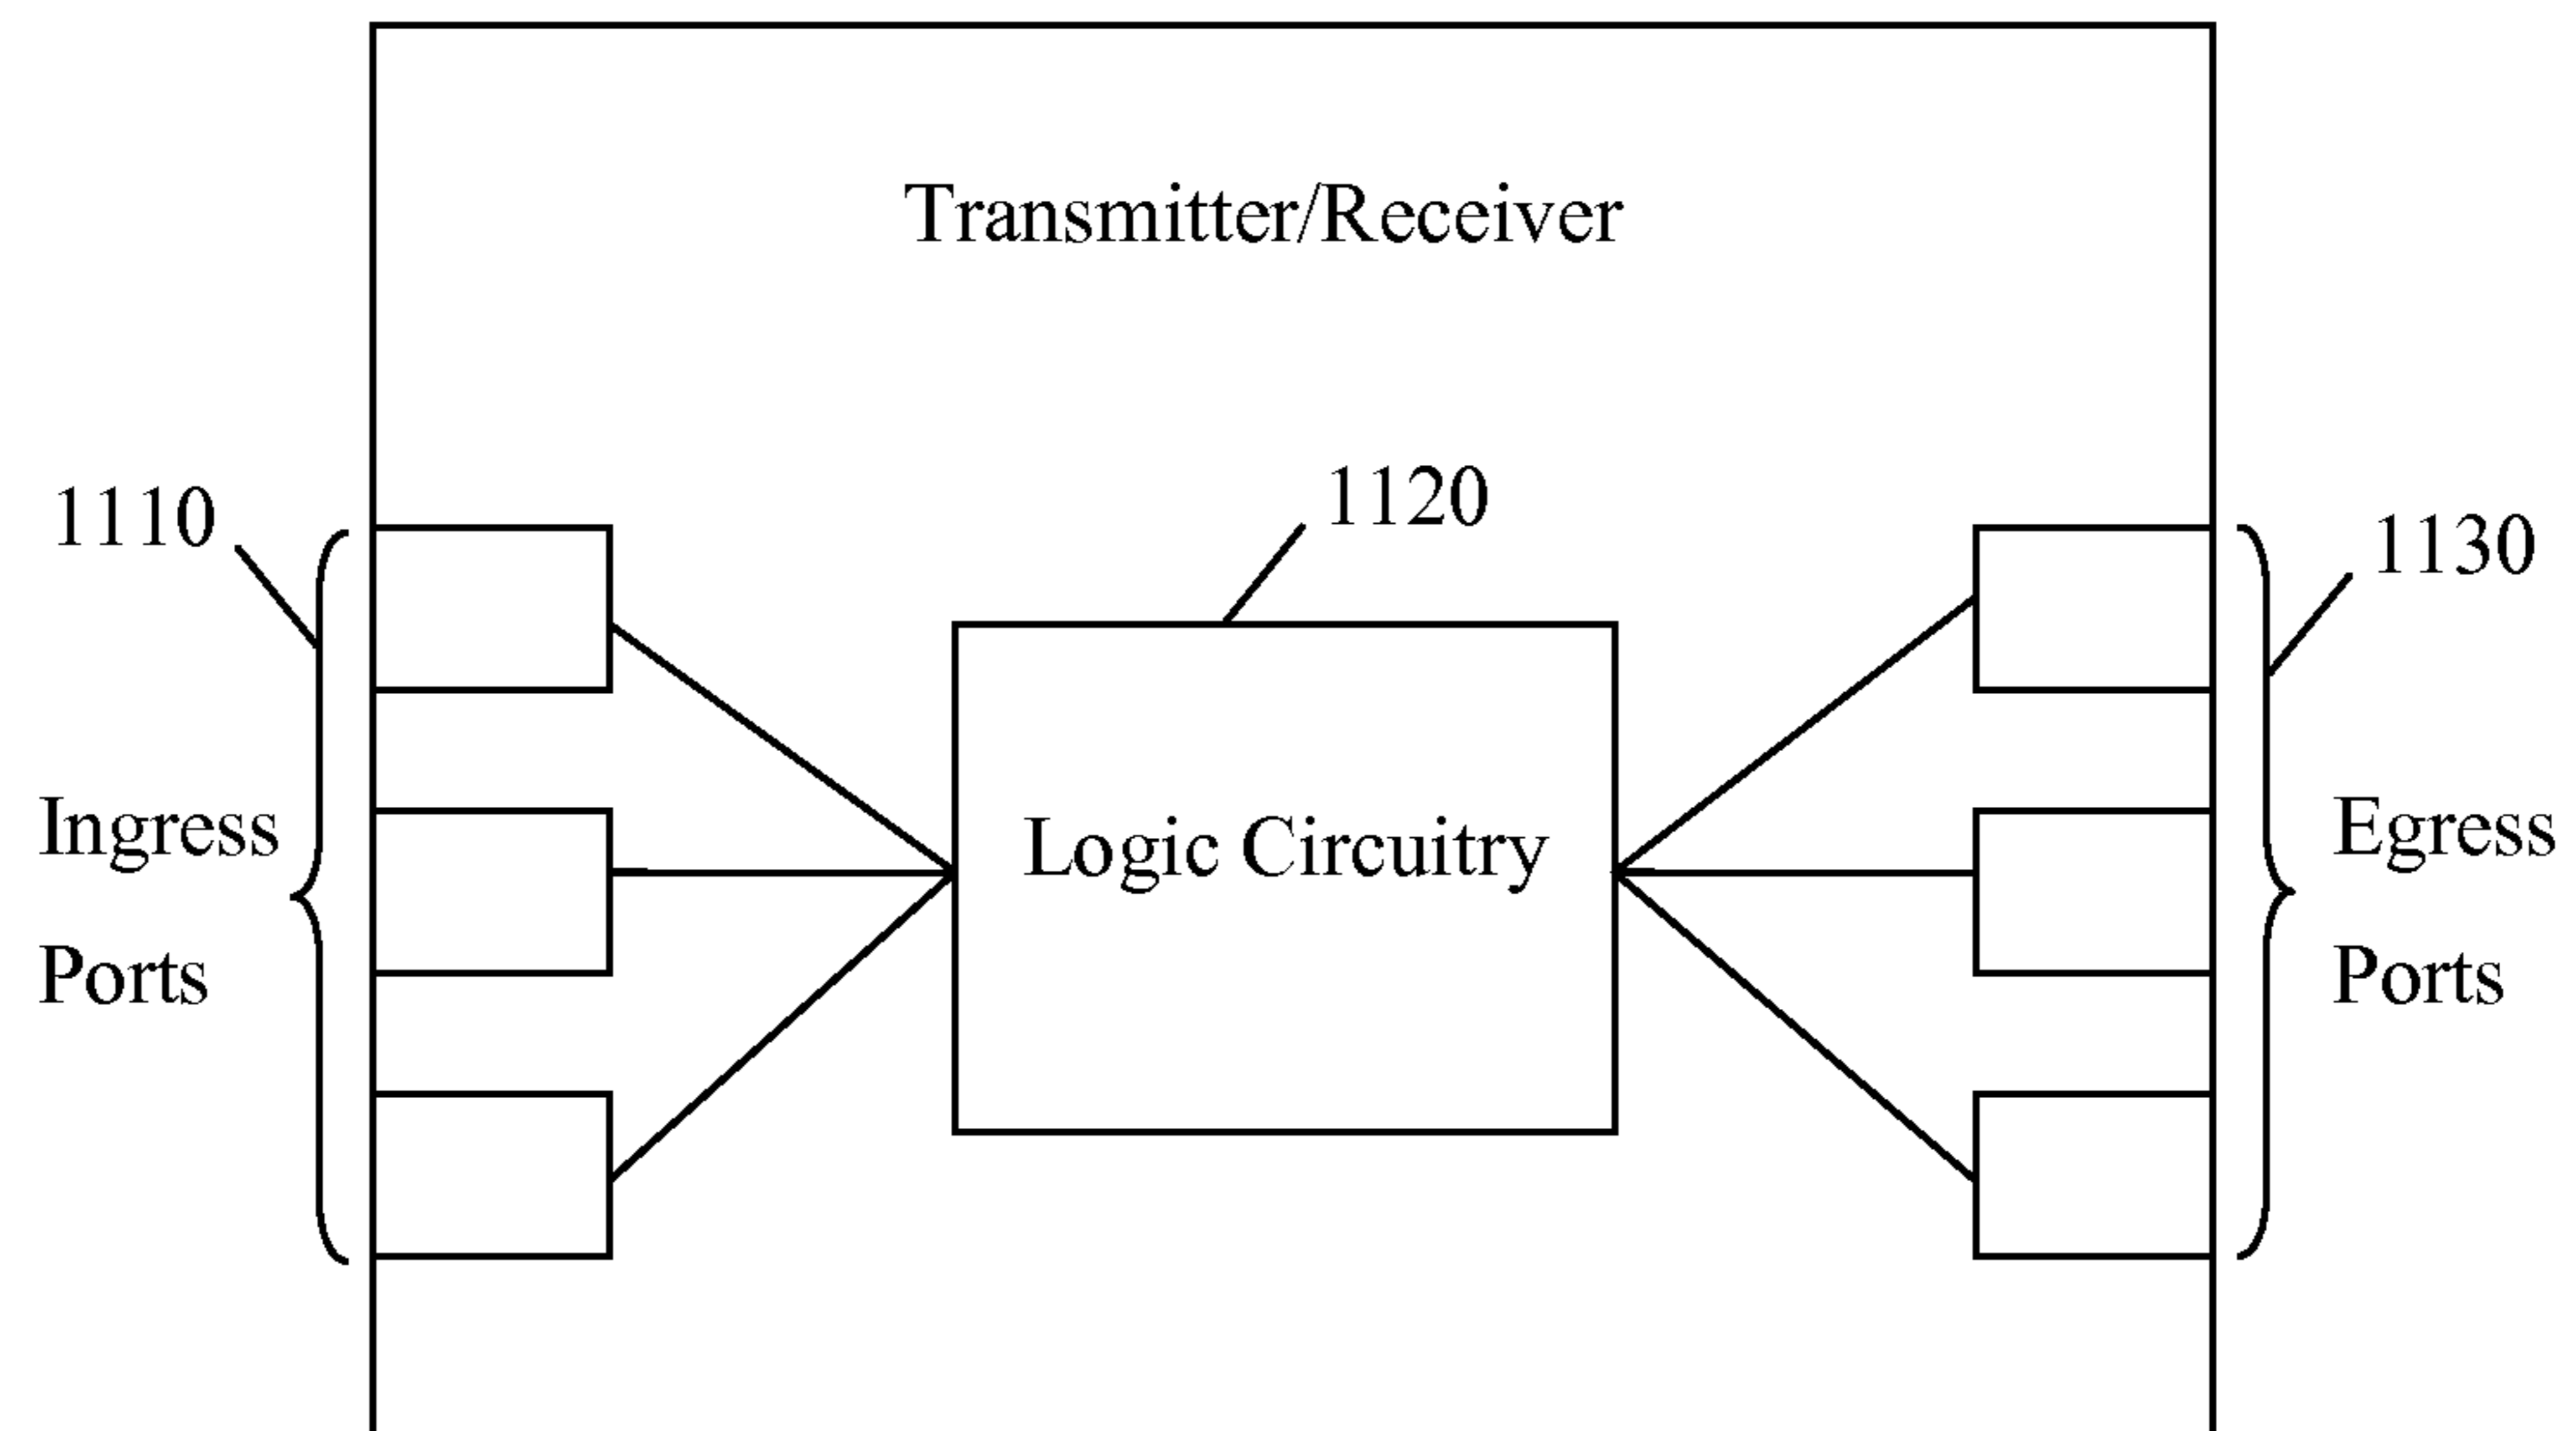 Transmitter/Receiver
1110
1120
1130
Ingress
Ports
Logic Circuitry
Egress
Ports